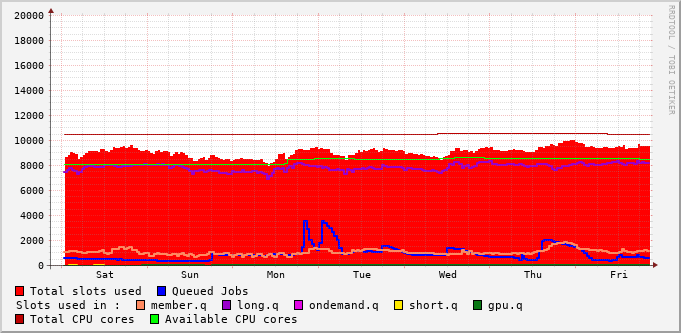 20000
18000
16000
14000
12000
10000
8000
6000
4000
2000
0
Sat Sun Mon Tue Wed Thu Fri
Total slots used Queued Jobs
Slots used in : member.q long.q ondemand.q short.q gpu.q
Total CPU cores Available CPU cores
RRDTOOL / TOBI OETIKER